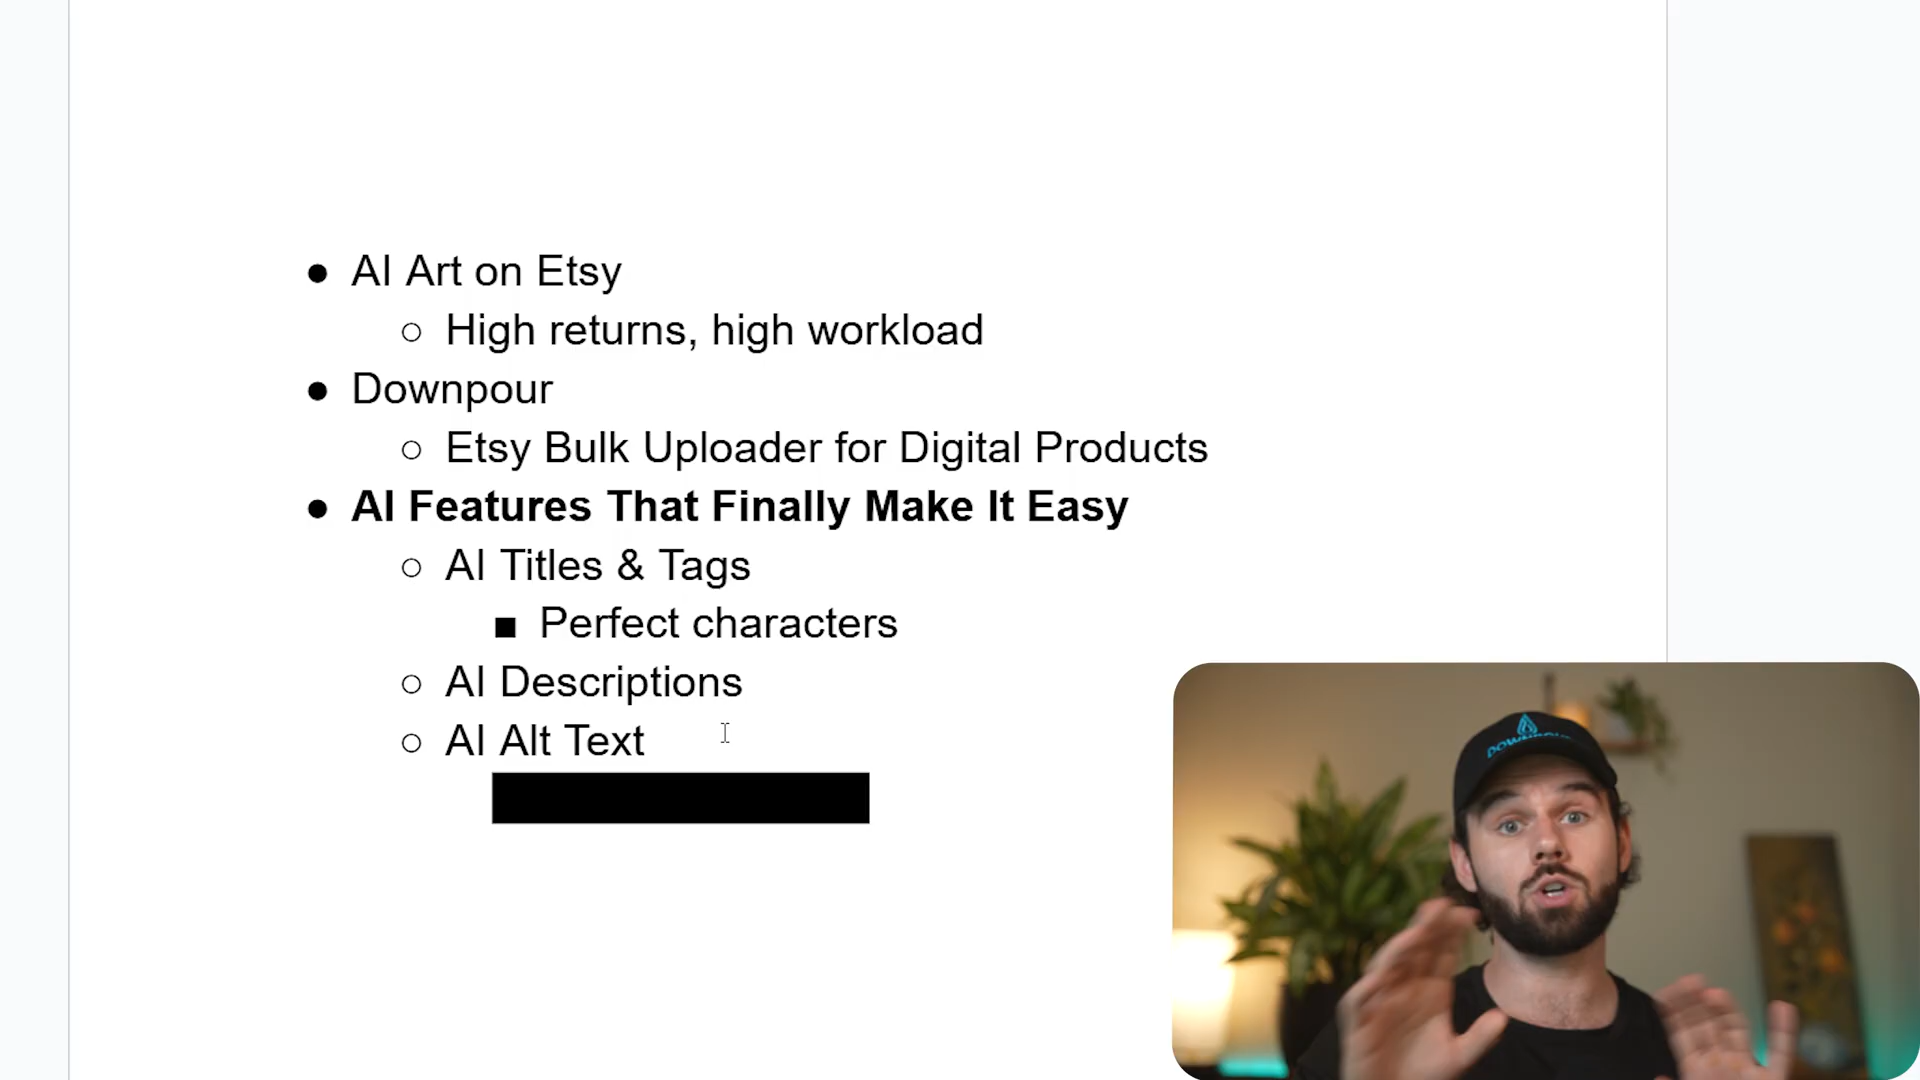 AI Art on Etsy
High returns, high workload
Downpour
Etsy Bulk Uploader for Digital Products
AI Features That Finally Make It Easy
AI Titles & Tags
Perfect characters
AI Descriptions
AI Alt Text
DOWNPOUR